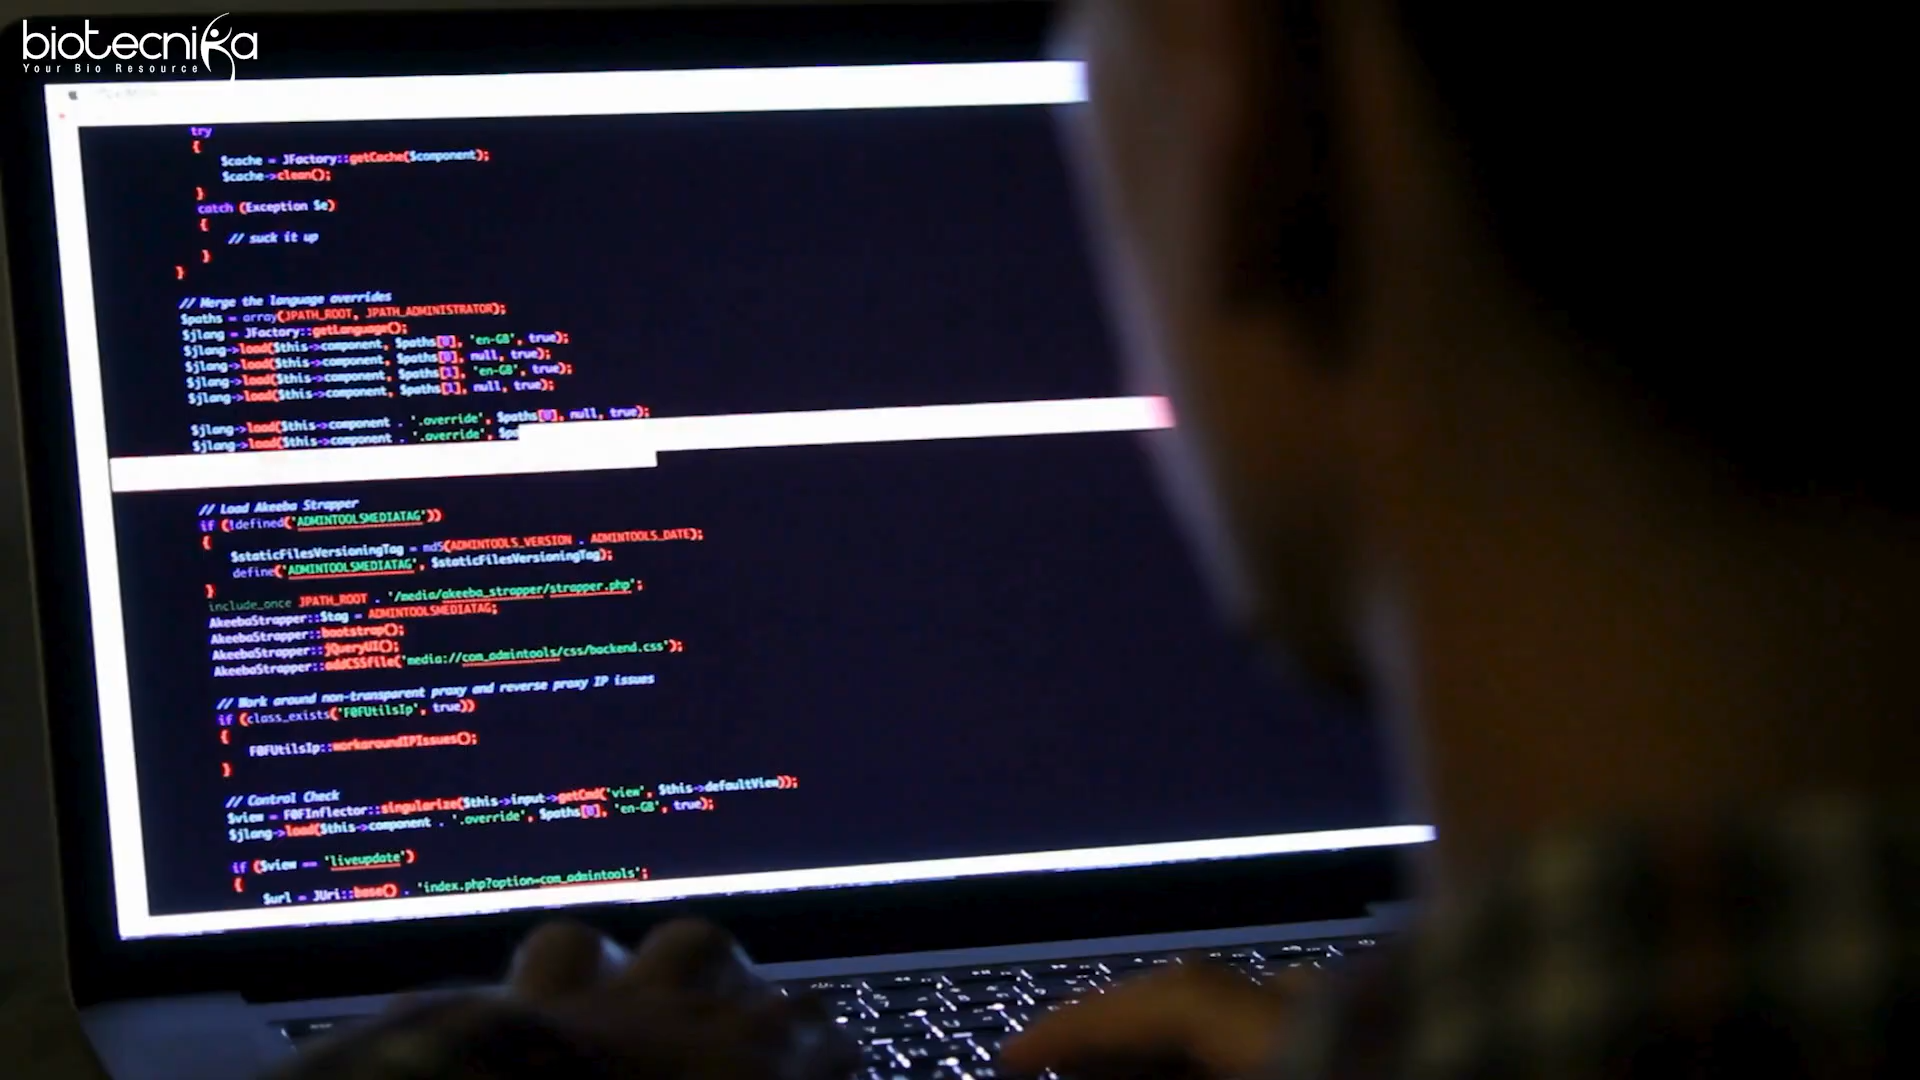 biotecnika
Your Bio Resource
try
{
$cache = JFactory::getCache($component);
$cache->clean();
}
catch (Exception $e)
{
// suck it up
}
}
// Merge the language overrides
$paths = array(JPATH_ROOT, JPATH_ADMINISTRATOR);
$jlang = JFactory::getLanguage();
$jlang->load($this->component, $paths[0], 'en-GB', true);
$jlang->load($this->component, $paths[0], null, true);
$jlang->load($this->component, $paths[1], 'en-GB', true);
$jlang->load($this->component, $paths[1], null, true);
$jlang->load($this->component . '.override', $paths[0], null, true);
$jlang->load($this->component . '.override', $pa
// Load Akeeba Strapper
if (!defined('ADMINTOOLSMEDIATAG'))
{
$staticFilesVersioningTag = md5(ADMINTOOLS_VERSION . ADMINTOOLS_DATE);
define('ADMINTOOLSMEDIATAG', $staticFilesVersioningTag);
}
include_once JPATH_ROOT . '/media/akeeba_strapper/strapper.php';
AkeebaStrapper::$tag = ADMINTOOLSMEDIATAG;
AkeebaStrapper::bootstrap();
AkeebaStrapper::jQueryUI();
AkeebaStrapper::addCSSfile('media://com_admintools/css/backend.css');
// Work around non-transparent proxy and reverse proxy IP issues
if (class_exists('F0FUtilsIp', true))
{
F0FUtilsIp::workaroundIPIssues();
}
// Control Check
$view = F0FInflector::singularize($this->input->getCmd('view', $this->defaultView));
$jlang->load($this->component . '.override', $paths[0], 'en-GB', true);
if ($view == 'liveupdate')
{
$url = JUri::base() . 'index.php?option=com_admintools';